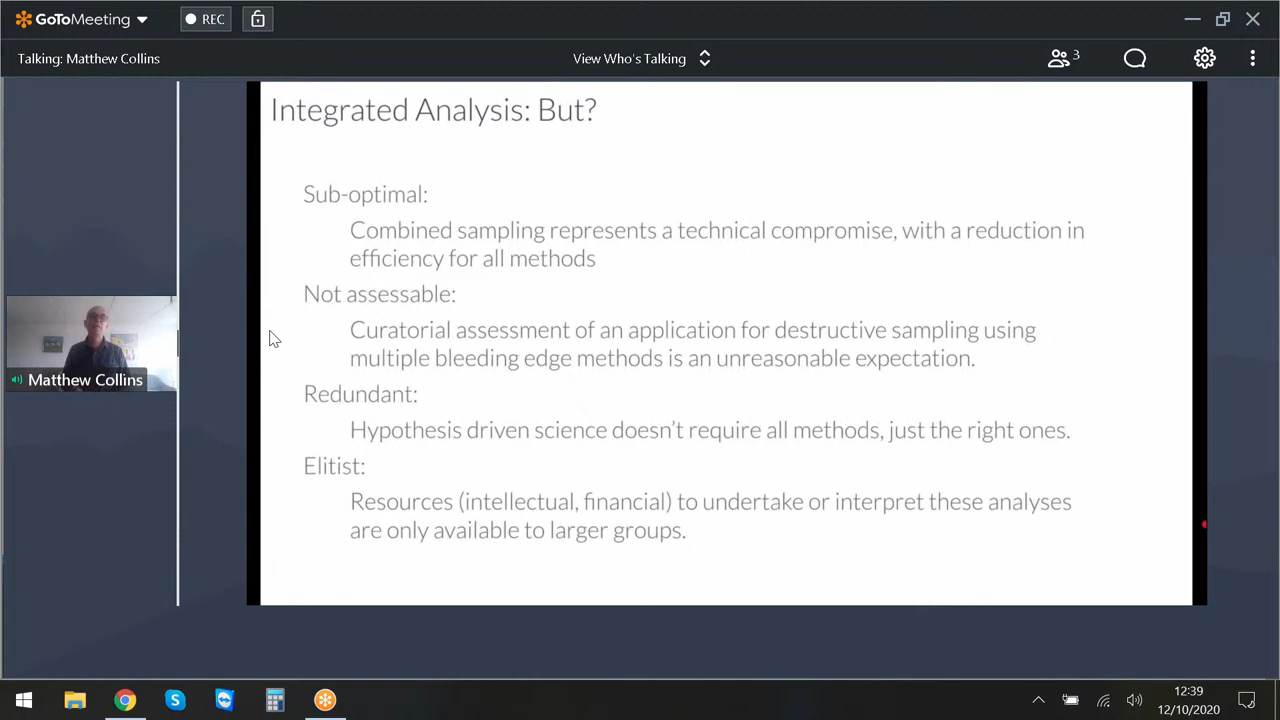 GoToMeeting
REC
Talking: Matthew Collins
View Who's Talking
3
Integrated Analysis: But?
Sub-optimal:
Combined sampling represents a technical compromise, with a reduction in
efficiency for all methods
Not assessable:
Curatorial assessment of an application for destructive sampling using
multiple bleeding edge methods is an unreasonable expectation.
Redundant:
Hypothesis driven science doesn't require all methods, just the right ones.
Elitist:
Resources (intellectual, financial) to undertake or interpret these analyses
are only available to larger groups.
Matthew Collins
12:39
12/10/2020